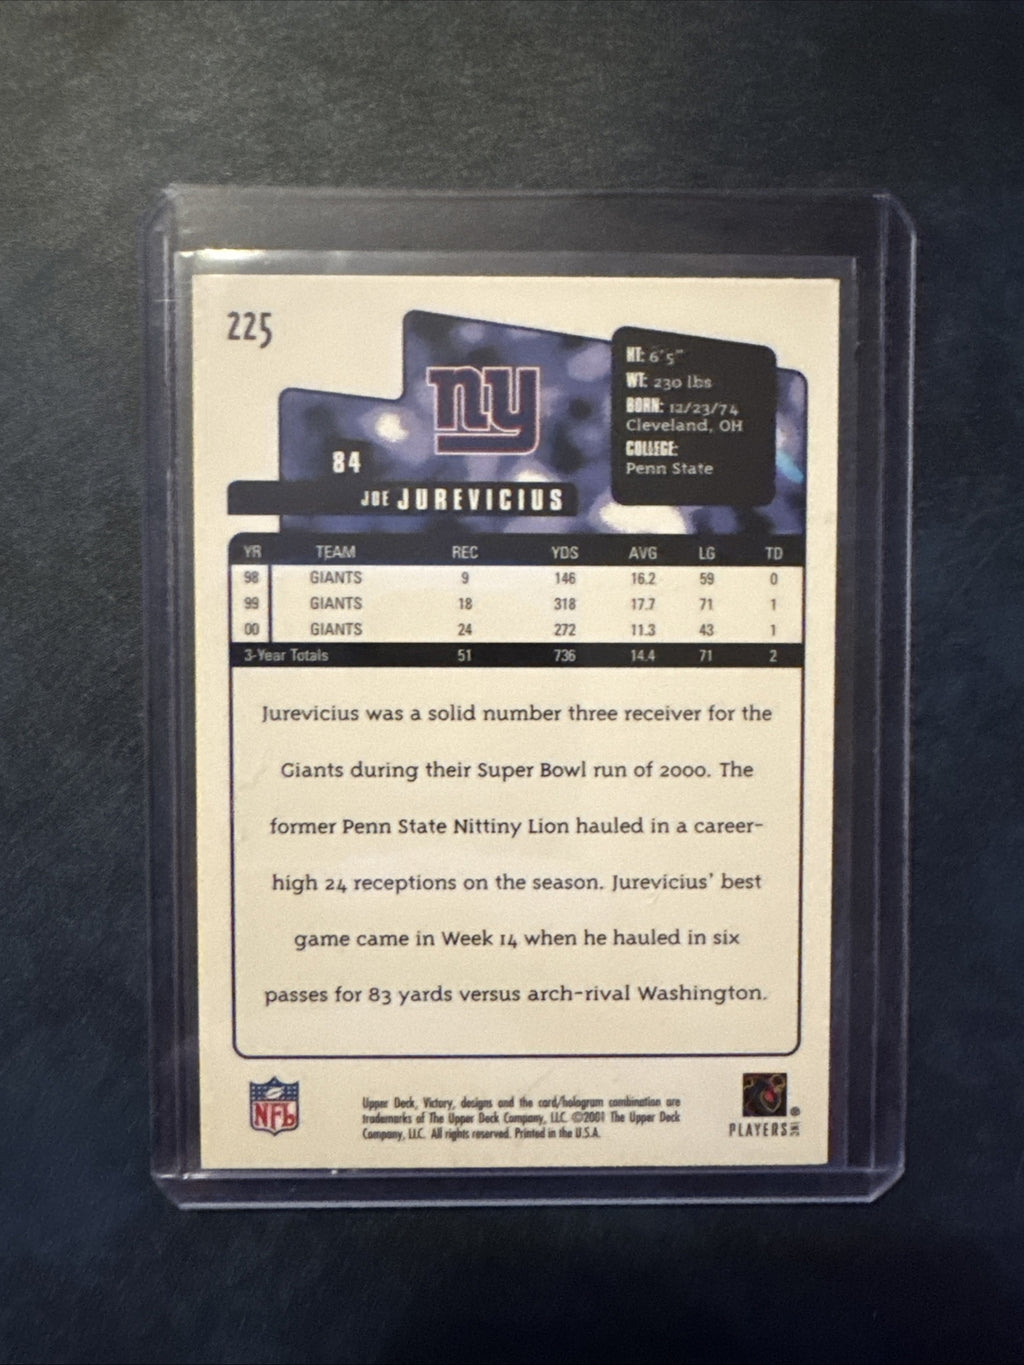 225
ny
HT: 6'5"
WT: 230 lbs
BORN: 12/23/74
Cleveland, OH
COLLEGE:
Penn State
84
JOE JUREVICIUS
YR TEAM REC YDS AVG LG TD
98 GIANTS 9 146 16.2 59 0
99 GIANTS 18 318 17.7 71 1
00 GIANTS 24 272 11.3 43 1
3-Year Totals 51 736 14.4 71 2
Jurevicius was a solid number three receiver for the
Giants during their Super Bowl run of 2000. The
former Penn State Nittiny Lion hauled in a career-
high 24 receptions on the season. Jurevicius' best
game came in Week 14 when he hauled in six
passes for 83 yards versus arch-rival Washington.
NFL
Upper Deck, Victory, designs and the card/hologram combination are
trademarks of The Upper Deck Company, LLC. ©2001 The Upper Deck
Company, LLC. All rights reserved. Printed in the U.S.A.
®
PLAYERS INC